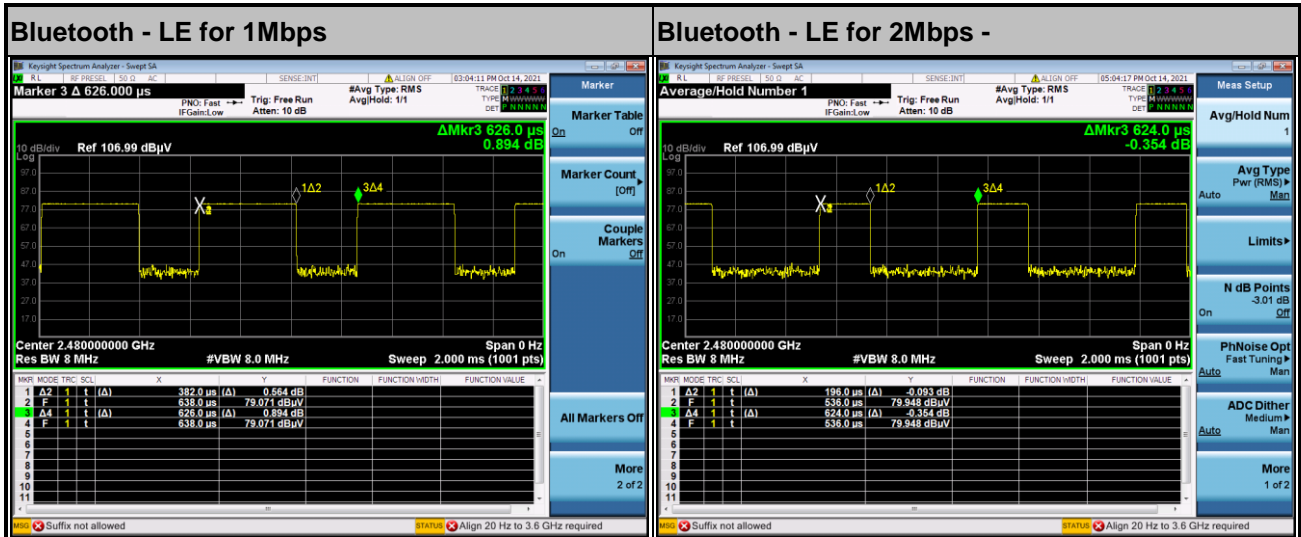 Bluetooth - LE for 1Mbps
Keysight Spectrum Analyzer - Swept SA
RL RF PRESEL 50 Ω AC SENSE:INT ALIGN OFF 03:04:11 PM Oct 14, 2021
Marker 3 Δ 626.000 µs
PNO: Fast
IFGain:Low
Trig: Free Run
Atten: 10 dB
#Avg Type: RMS
Avg|Hold: 1/1
TRACE 1 2 3 4 5 6
TYPE M WWWWW
DET P N N N N N
ΔMkr3 626.0 µs
0.894 dB
10 dB/div Ref 106.99 dBµV
Log
97.0
87.0
77.0
67.0
57.0
47.0
37.0
27.0
17.0
1Δ2
3Δ4
Center 2.480000000 GHz Span 0 Hz
Res BW 8 MHz #VBW 8.0 MHz Sweep 2.000 ms (1001 pts)
MKR MODE TRC SCL X Y FUNCTION FUNCTION WIDTH FUNCTION VALUE
1 Δ2 1 t (Δ) 382.0 µs (Δ) 0.564 dB
2 F 1 t 638.0 µs 79.071 dBµV
3 Δ4 1 t (Δ) 626.0 µs (Δ) 0.894 dB
4 F 1 t 638.0 µs 79.071 dBµV
5
6
7
8
9
10
11
MSG Suffix not allowed STATUS Align 20 Hz to 3.6 GHz required
Marker
Marker Table
On Off
Marker Count
[Off]
Couple
Markers
On Off
All Markers Off
More
2 of 2
Bluetooth - LE for 2Mbps -
Keysight Spectrum Analyzer - Swept SA
RL RF PRESEL 50 Ω AC SENSE:INT ALIGN OFF 05:04:17 PM Oct 14, 2021
Average/Hold Number 1
PNO: Fast
IFGain:Low
Trig: Free Run
Atten: 10 dB
#Avg Type: RMS
Avg|Hold: 1/1
TRACE 1 2 3 4 5 6
TYPE M WWWWW
DET P N N N N N
ΔMkr3 624.0 µs
-0.354 dB
10 dB/div Ref 106.99 dBµV
Log
97.0
87.0
77.0
67.0
57.0
47.0
37.0
27.0
17.0
1Δ2
3Δ4
Center 2.480000000 GHz Span 0 Hz
Res BW 8 MHz #VBW 8.0 MHz Sweep 2.000 ms (1001 pts)
MKR MODE TRC SCL X Y FUNCTION FUNCTION WIDTH FUNCTION VALUE
1 Δ2 1 t (Δ) 196.0 µs (Δ) -0.093 dB
2 F 1 t 536.0 µs 79.948 dBµV
3 Δ4 1 t (Δ) 624.0 µs (Δ) -0.354 dB
4 F 1 t 536.0 µs 79.948 dBµV
5
6
7
8
9
10
11
MSG Suffix not allowed STATUS Align 20 Hz to 3.6 GHz required
Meas Setup
Avg/Hold Num
1
Avg Type
Pwr (RMS)
Auto Man
Limits
N dB Points
-3.01 dB
On Off
PhNoise Opt
Fast Tuning
Auto Man
ADC Dither
Medium
Auto Man
More
1 of 2